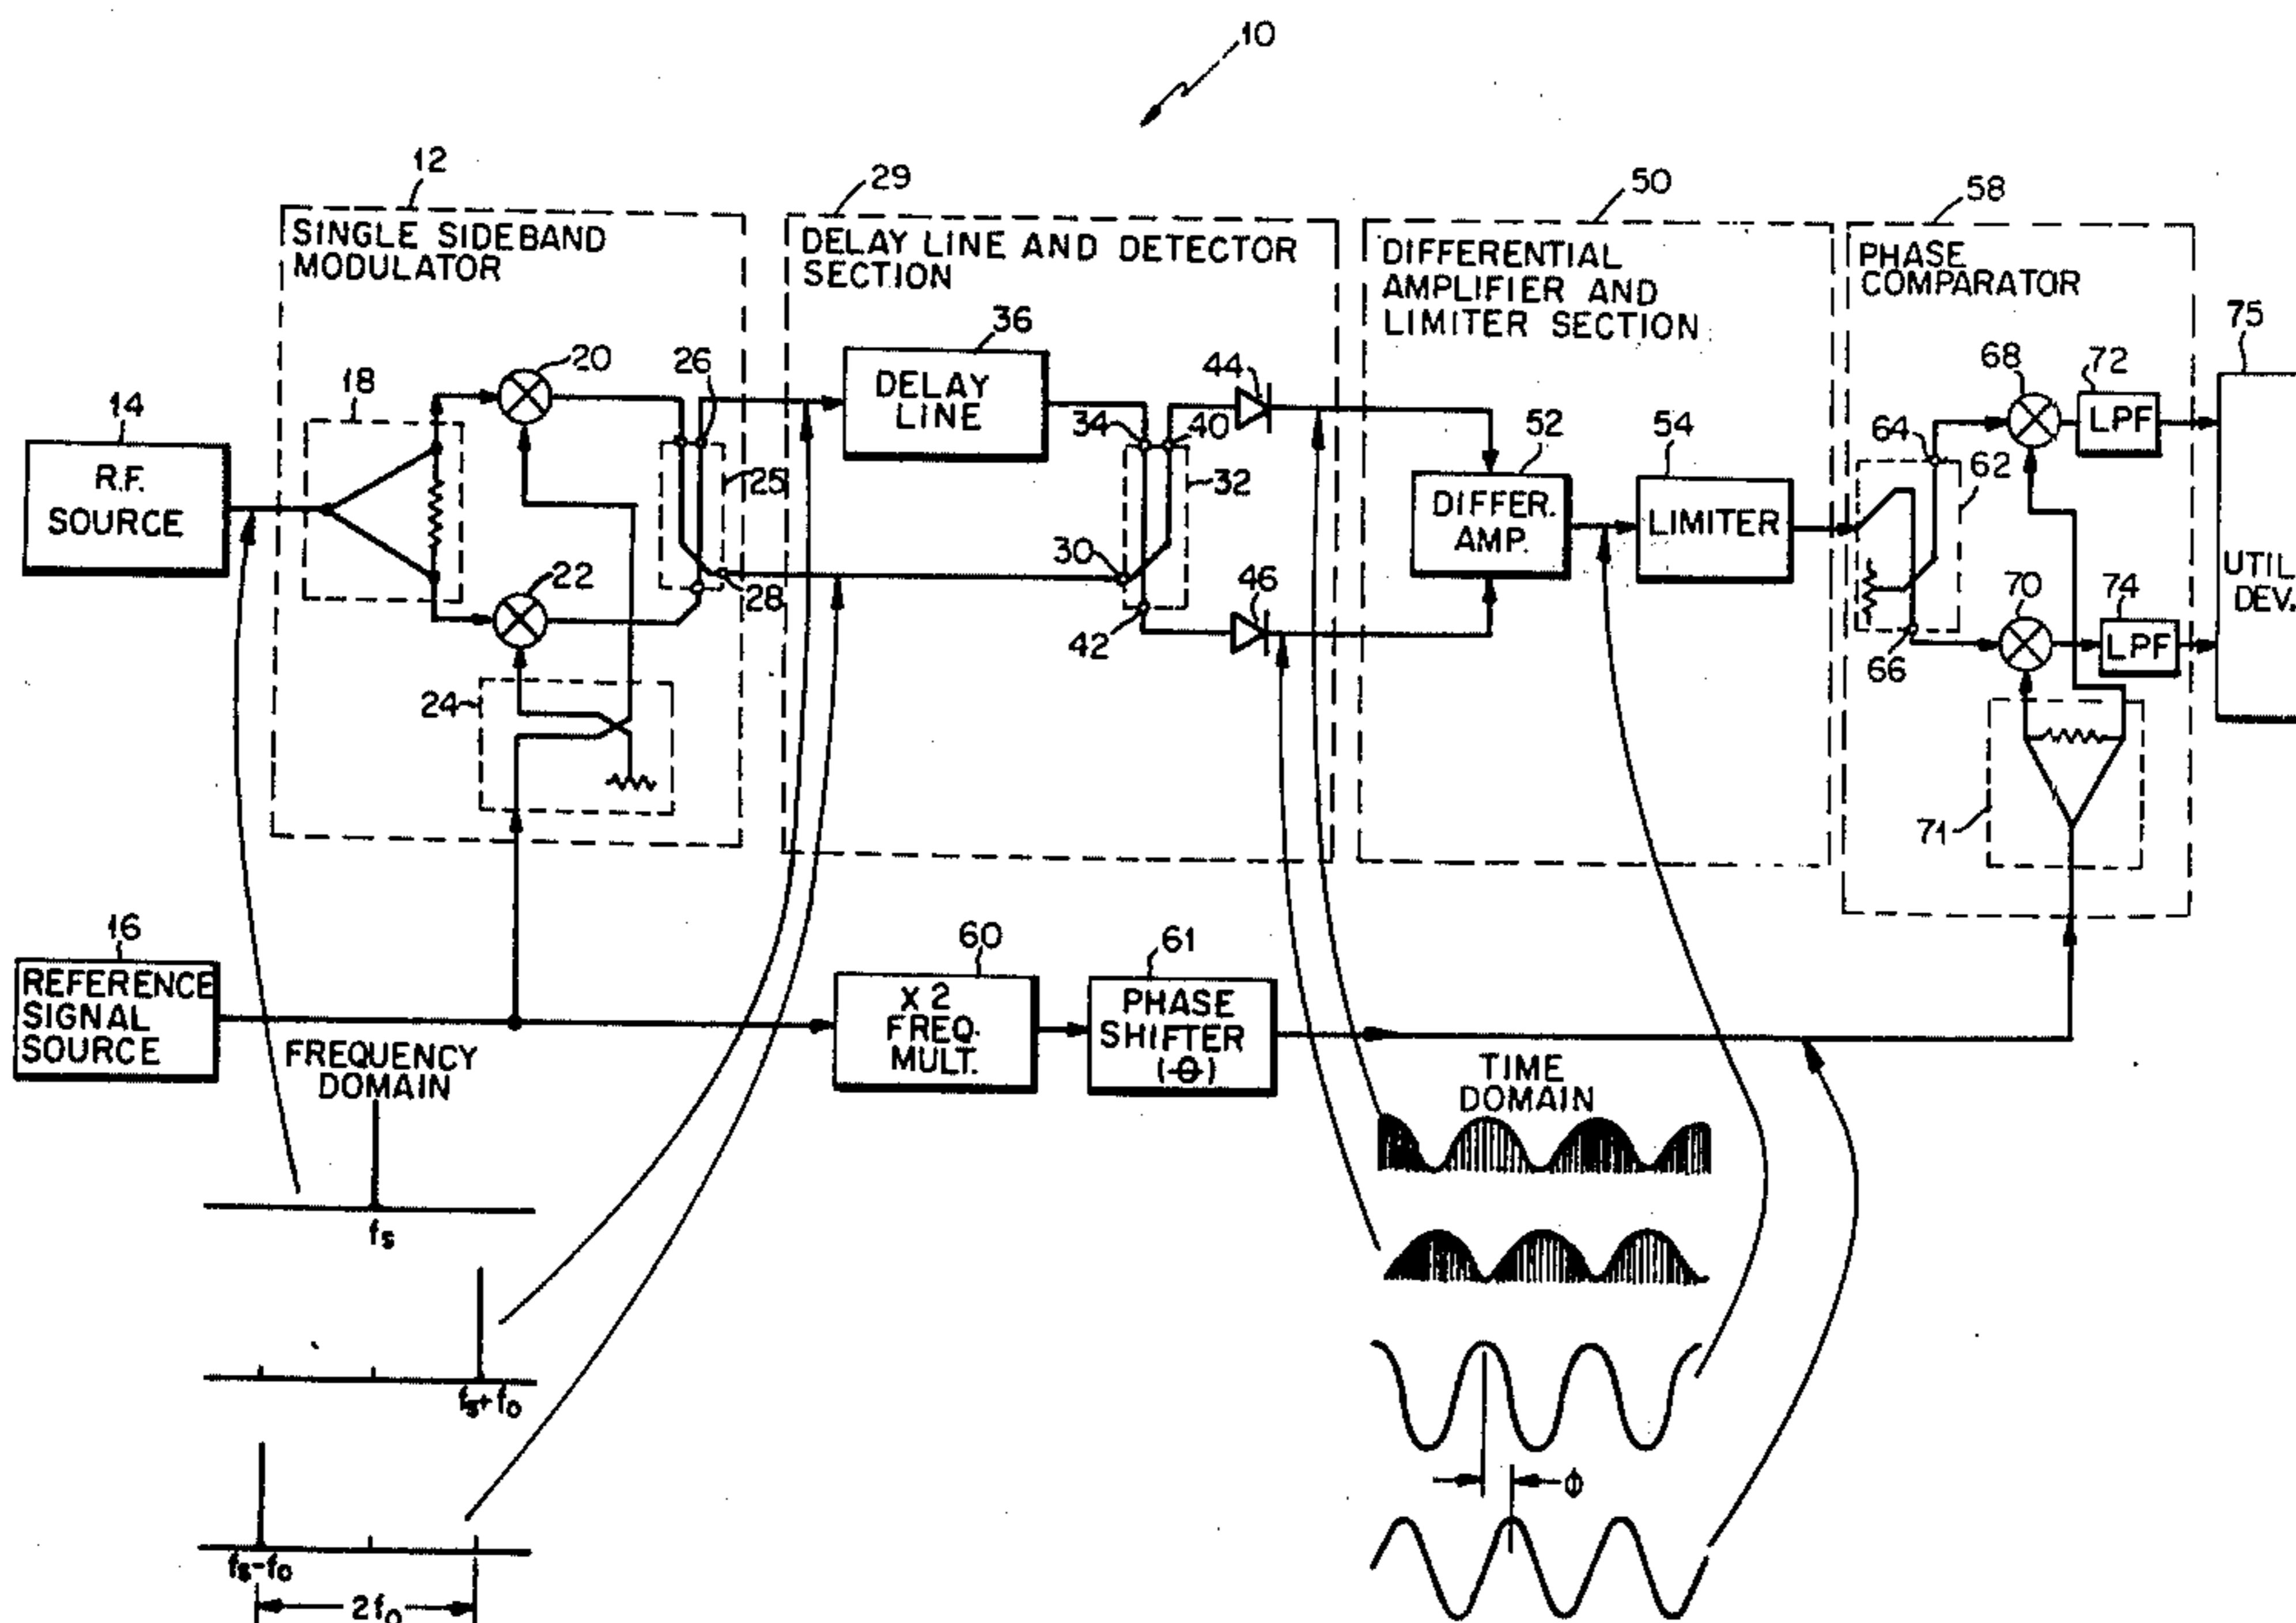 10
12
29
50
58
SINGLE SIDEBAND
MODULATOR
DELAY LINE AND DETECTOR
SECTION
DIFFERENTIAL
AMPLIFIER AND
LIMITER SECTION
PHASE
COMPARATOR
14
R.F.
SOURCE
18
20
26
36
DELAY
LINE
44
34
40
52
54
68
72
75
LPF
64
62
25
32
DIFFER.
AMP.
LIMITER
UTIL
DEV.
22
28
30
46
42
70
74
LPF
66
24
71
16
REFERENCE
SIGNAL
SOURCE
60
X 2
FREQ.
MULT.
61
PHASE
SHIFTER
(-θ)
FREQUENCY
DOMAIN
TIME
DOMAIN
fs
fs+fo
fs-fo
2fo
ϕ